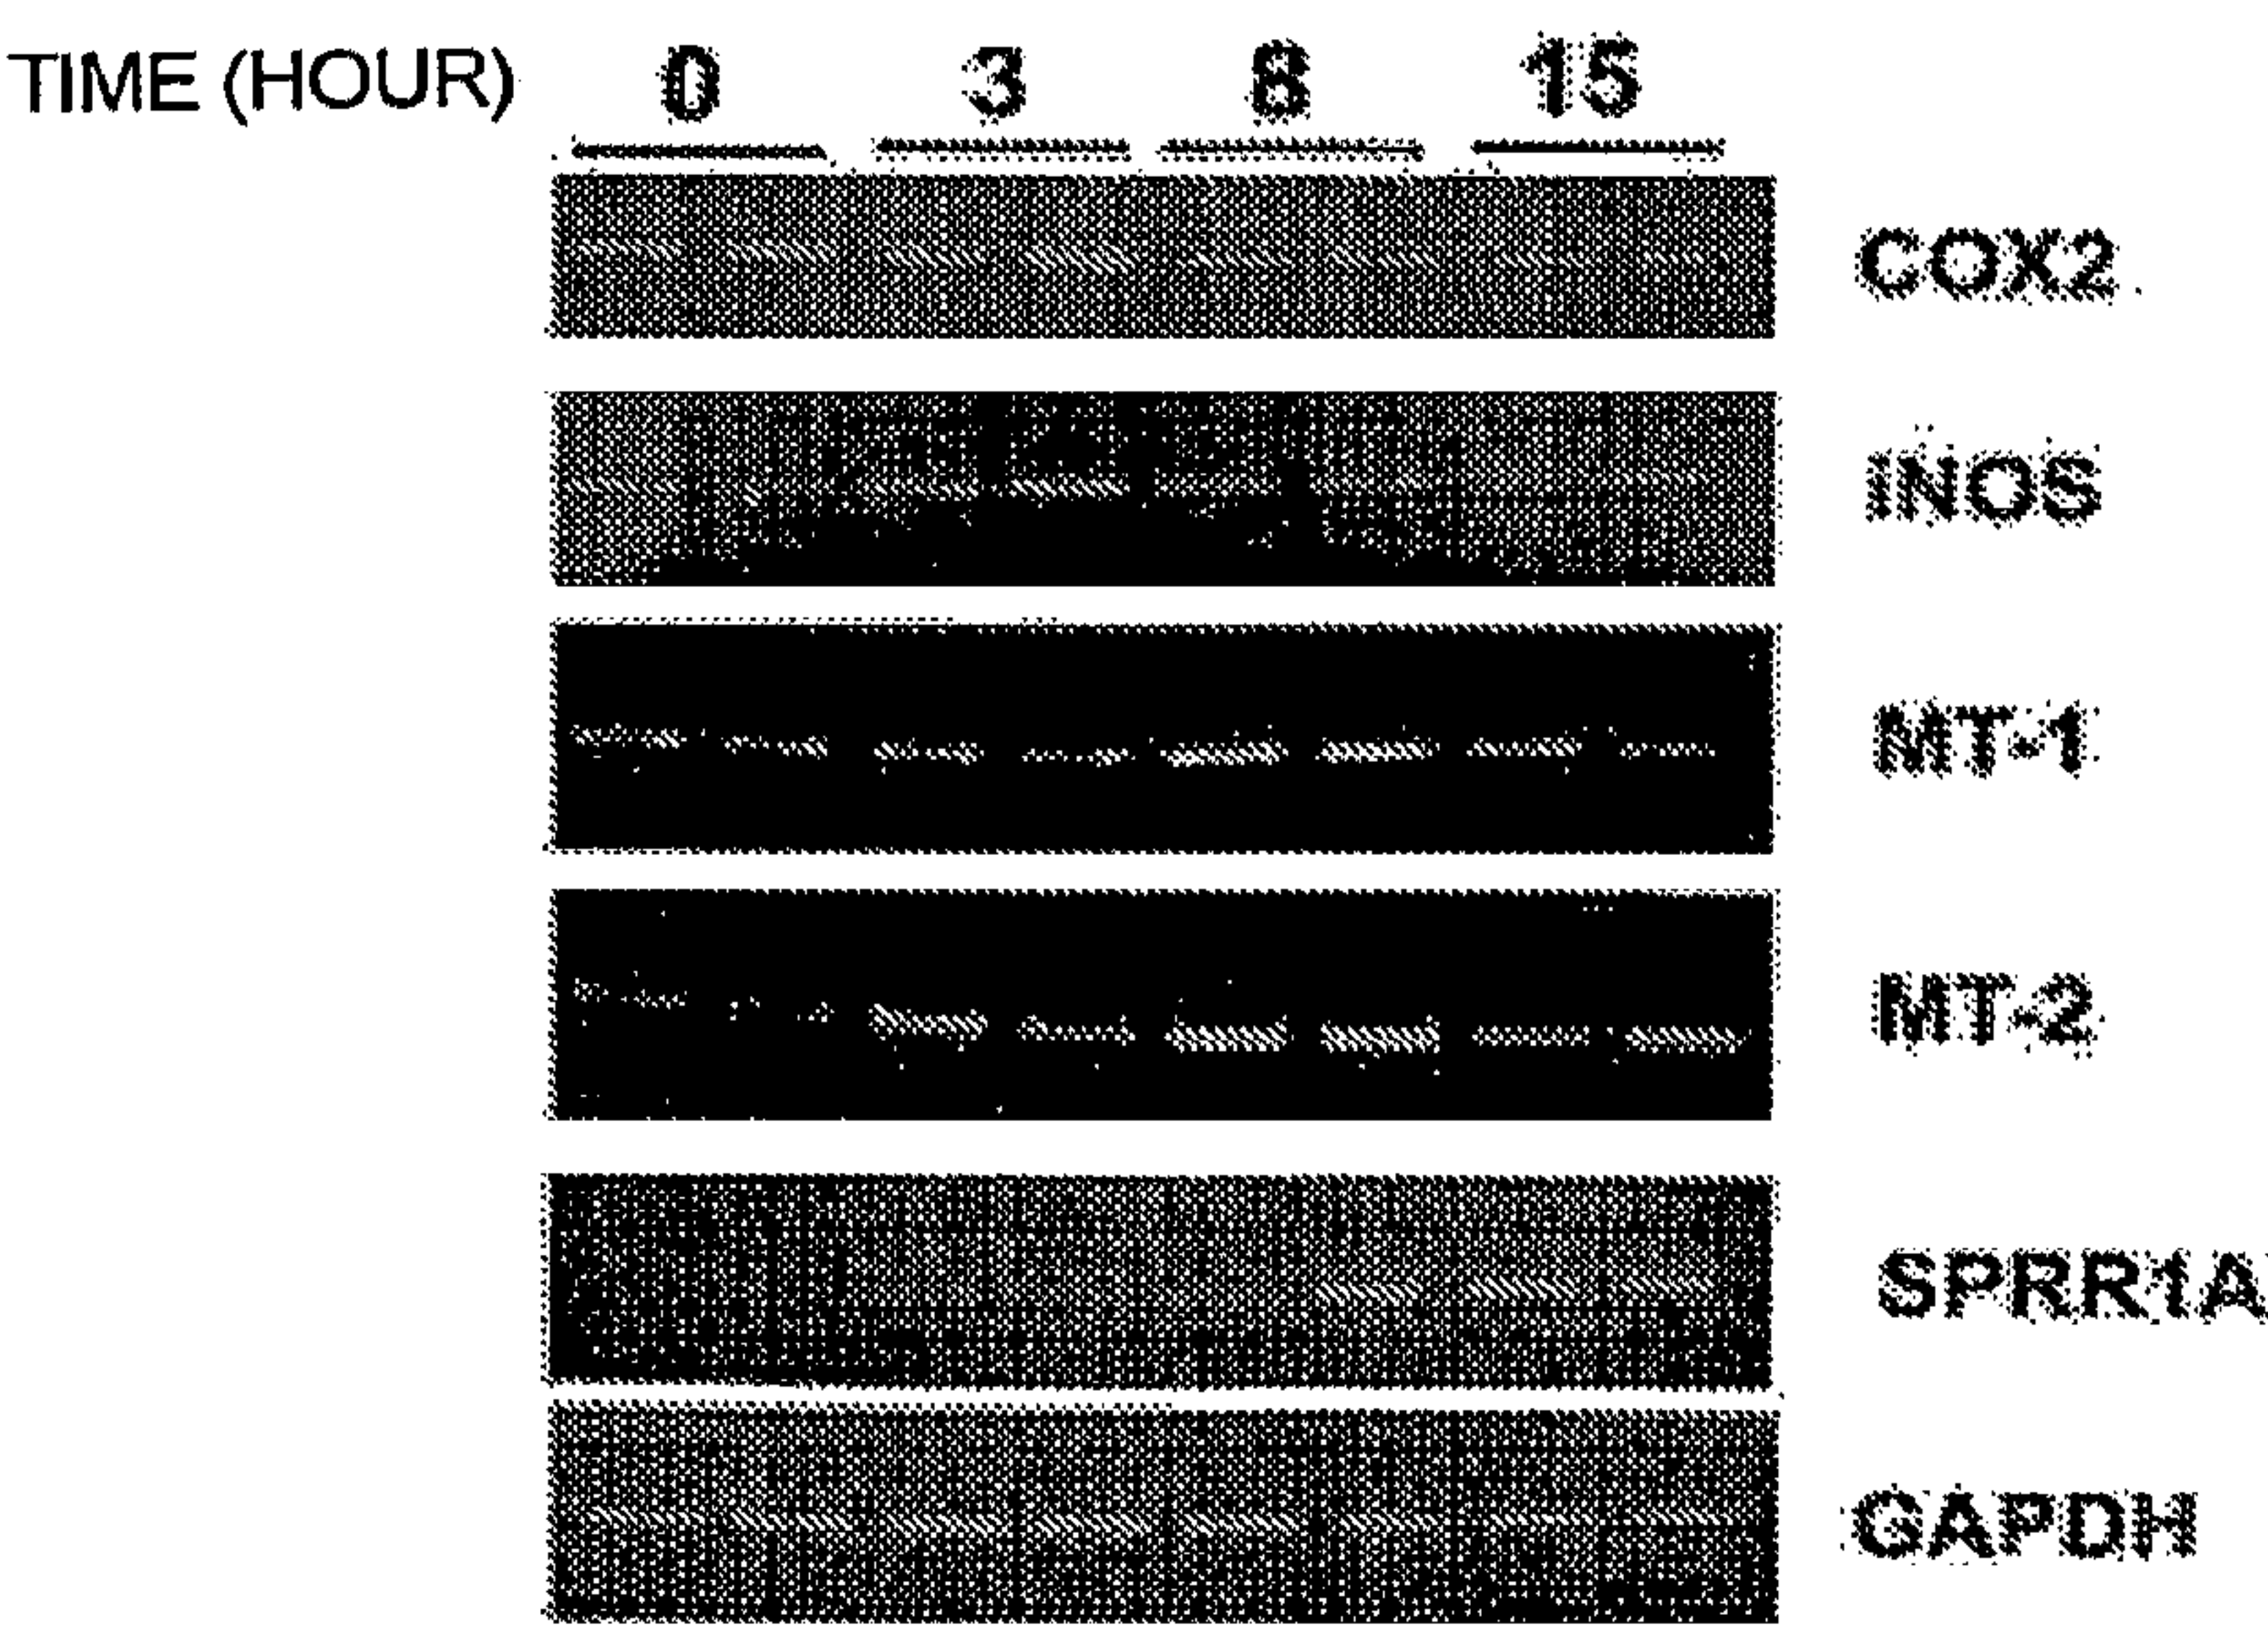 TIME (HOUR) 0 3 8 15
COX2
iNOS
MT-1
MT-2
SPRR1A
GAPDH